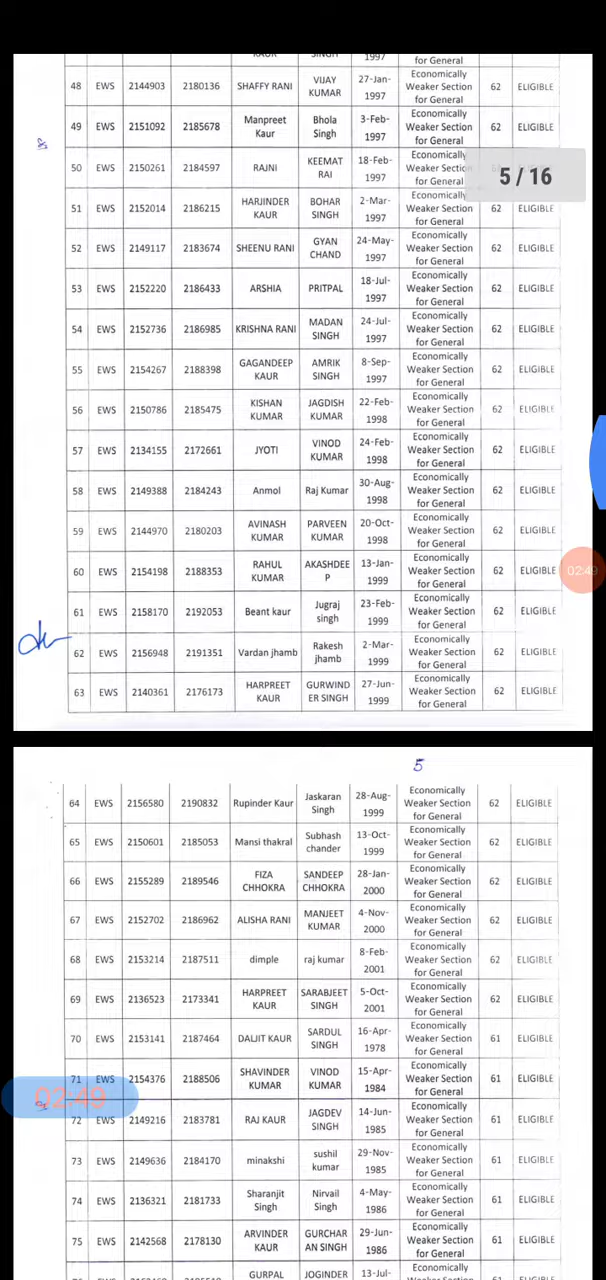 KAUR SINGH 1997 for General
48 EWS 2144903 2180136 SHAFFY RANI VIJAY KUMAR 27-Jan-1997 Economically Weaker Section for General 62 ELIGIBLE
49 EWS 2151092 2185678 Manpreet Kaur Bhola Singh 3-Feb-1997 Economically Weaker Section for General 62 ELIGIBLE
50 EWS 2150261 2184597 RAJNI KEEMAT RAI 18-Feb-1997 Economically Weaker Section for General
5 / 16
51 EWS 2152014 2186215 HARJINDER KAUR BOHAR SINGH 2-Mar-1997 Economically Weaker Section for General 62 ELIGIBLE
52 EWS 2149117 2183674 SHEENU RANI GYAN CHAND 24-May-1997 Economically Weaker Section for General 62 ELIGIBLE
53 EWS 2152220 2186433 ARSHIA PRITPAL 18-Jul-1997 Economically Weaker Section for General 62 ELIGIBLE
54 EWS 2152736 2186985 KRISHNA RANI MADAN SINGH 24-Jul-1997 Economically Weaker Section for General 62 ELIGIBLE
55 EWS 2154267 2188398 GAGANDEEP KAUR AMRIK SINGH 8-Sep-1997 Economically Weaker Section for General 62 ELIGIBLE
56 EWS 2150786 2185475 KISHAN KUMAR JAGDISH KUMAR 22-Feb-1998 Economically Weaker Section for General 62 ELIGIBLE
57 EWS 2134155 2172661 JYOTI VINOD KUMAR 24-Feb-1998 Economically Weaker Section for General 62 ELIGIBLE
58 EWS 2149388 2184243 Anmol Raj Kumar 30-Aug-1998 Economically Weaker Section for General 62 ELIGIBLE
59 EWS 2144970 2180203 AVINASH KUMAR PARVEEN KUMAR 20-Oct-1998 Economically Weaker Section for General 62 ELIGIBLE
60 EWS 2154198 2188353 RAHUL KUMAR AKASHDEEP 13-Jan-1999 Economically Weaker Section for General 62 ELIGIBLE 02:49
61 EWS 2158170 2192053 Beant kaur Jugraj singh 23-Feb-1999 Economically Weaker Section for General 62 ELIGIBLE
62 EWS 2156948 2191351 Vardan jhamb Rakesh jhamb 2-Mar-1999 Economically Weaker Section for General 62 ELIGIBLE
63 EWS 2140361 2176173 HARPREET KAUR GURWINDER SINGH 27-Jun-1999 Economically Weaker Section for General 62 ELIGIBLE
5
64 EWS 2156580 2190832 Rupinder Kaur Jaskaran Singh 28-Aug-1999 Economically Weaker Section for General 62 ELIGIBLE
65 EWS 2150601 2185053 Mansi thakral Subhash chander 13-Oct-1999 Economically Weaker Section for General 62 ELIGIBLE
66 EWS 2155289 2189546 FIZA CHHOKRA SANDEEP CHHOKRA 28-Jan-2000 Economically Weaker Section for General 62 ELIGIBLE
67 EWS 2152702 2186962 ALISHA RANI MANJEET KUMAR 4-Nov-2000 Economically Weaker Section for General 62 ELIGIBLE
68 EWS 2153214 2187511 dimple raj kumar 8-Feb-2001 Economically Weaker Section for General 62 ELIGIBLE
69 EWS 2136523 2173341 HARPREET KAUR SARABJEET SINGH 5-Oct-2001 Economically Weaker Section for General 62 ELIGIBLE
70 EWS 2153141 2187464 DALJIT KAUR SARDUL SINGH 16-Apr-1978 Economically Weaker Section for General 61 ELIGIBLE
71 EWS 2154376 2188506 SHAVINDER KUMAR VINOD KUMAR 15-Apr-1984 Economically Weaker Section for General 61 ELIGIBLE
02:49
72 EWS 2149216 2183781 RAJ KAUR JAGDEV SINGH 14-Jun-1985 Economically Weaker Section for General 61 ELIGIBLE
73 EWS 2149636 2184170 minakshi sushil kumar 29-Nov-1985 Economically Weaker Section for General 61 ELIGIBLE
74 EWS 2136321 2181733 Sharanjit Singh Nirvail Singh 4-May-1986 Economically Weaker Section for General 61 ELIGIBLE
75 EWS 2142568 2178130 ARVINDER KAUR GURCHARAN SINGH 29-Jun-1986 Economically Weaker Section for General 61 ELIGIBLE
GURPAL JOGINDER 13-Jul- Economically Weaker Section 61 ELIGIBLE